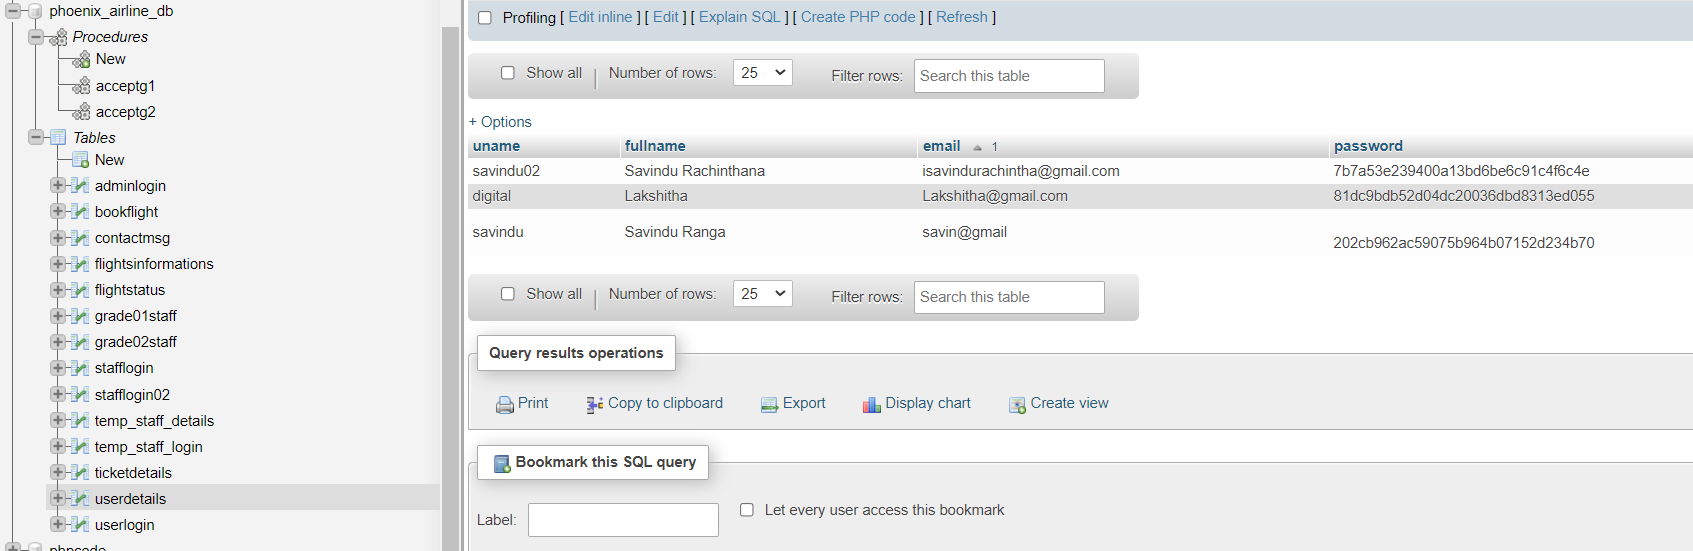 phoenix_airline_db
Procedures
New
acceptg1
acceptg2
Tables
New
adminlogin
bookflight
contactmsg
flightsinformations
flightstatus
grade01staff
grade02staff
stafflogin
stafflogin02
temp_staff_details
temp_staff_login
ticketdetails
userdetails
userlogin
phpcode
Profiling [ Edit inline ] [ Edit ] [ Explain SQL ] [ Create PHP code ] [ Refresh ]
Show all | Number of rows: 25 Filter rows: Search this table
+ Options
uname fullname email 1 password
savindu02 Savindu Rachinthana isavindurachintha@gmail.com 7b7a53e239400a13bd6be6c91c4f6c4e
digital Lakshitha Lakshitha@gmail.com 81dc9bdb52d04dc20036dbd8313ed055
savindu Savindu Ranga savin@gmail 202cb962ac59075b964b07152d234b70
Show all | Number of rows: 25 Filter rows: Search this table
Query results operations
Print Copy to clipboard Export Display chart Create view
Bookmark this SQL query
Label: Let every user access this bookmark